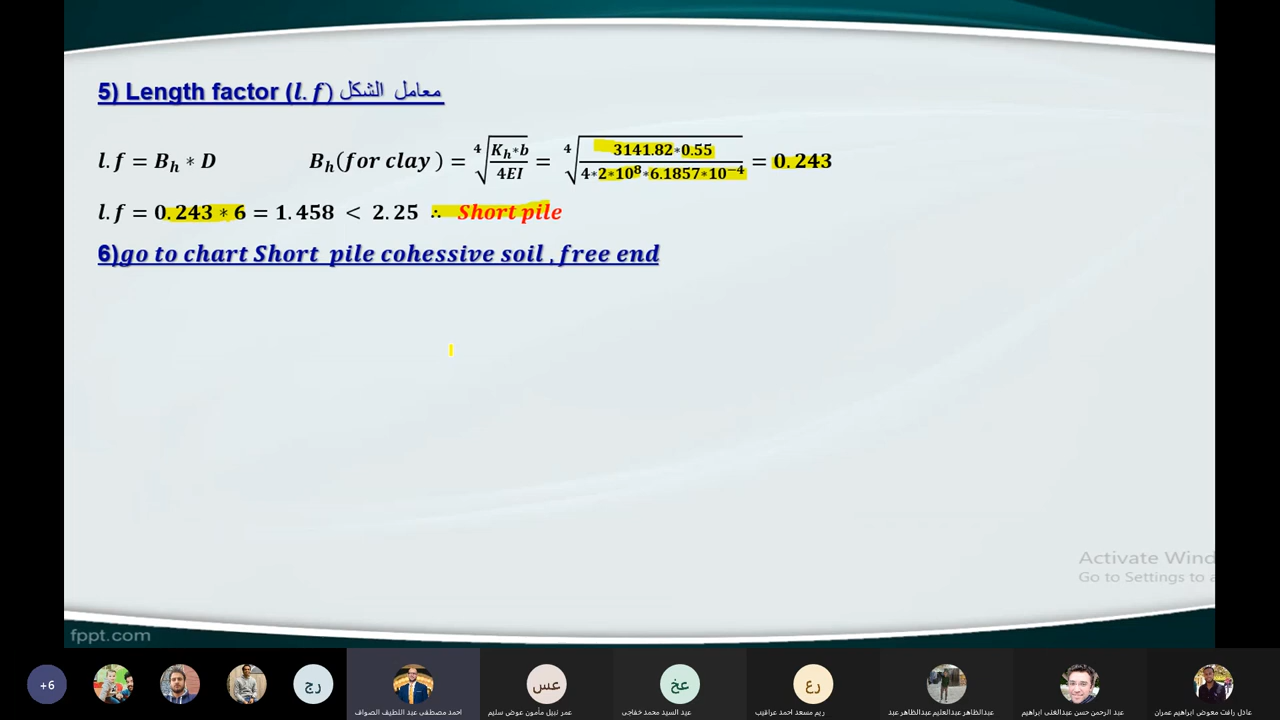 5) Length factor (l.f) معامل الشكل
l.f = B_h * D    B_h(for clay) = ⁴√(K_h*b / 4EI) = ⁴√(3141.82*0.55 / 4*2*10⁸*6.1857*10⁻⁴) = 0.243
l.f = 0.243 * 6 = 1.458 < 2.25 ∴ Short pile
6)go to chart Short pile cohessive soil , free end
Activate Wind
Go to Settings to a
fppt.com
+6
رج
عس
عخ
رع
احمد مصطفى عبد اللطيف الصواف
عمر نبيل مأمون عوض سليم
عبد السيد محمد خفاجى
ريم مسعد احمد عراقيب
عبدالظاهر عبدالعليم عبدالظاهر عبد
عبد الرحمن حسن عبدالغنى ابراهيم
عادل رافت معوض ابراهيم عمران